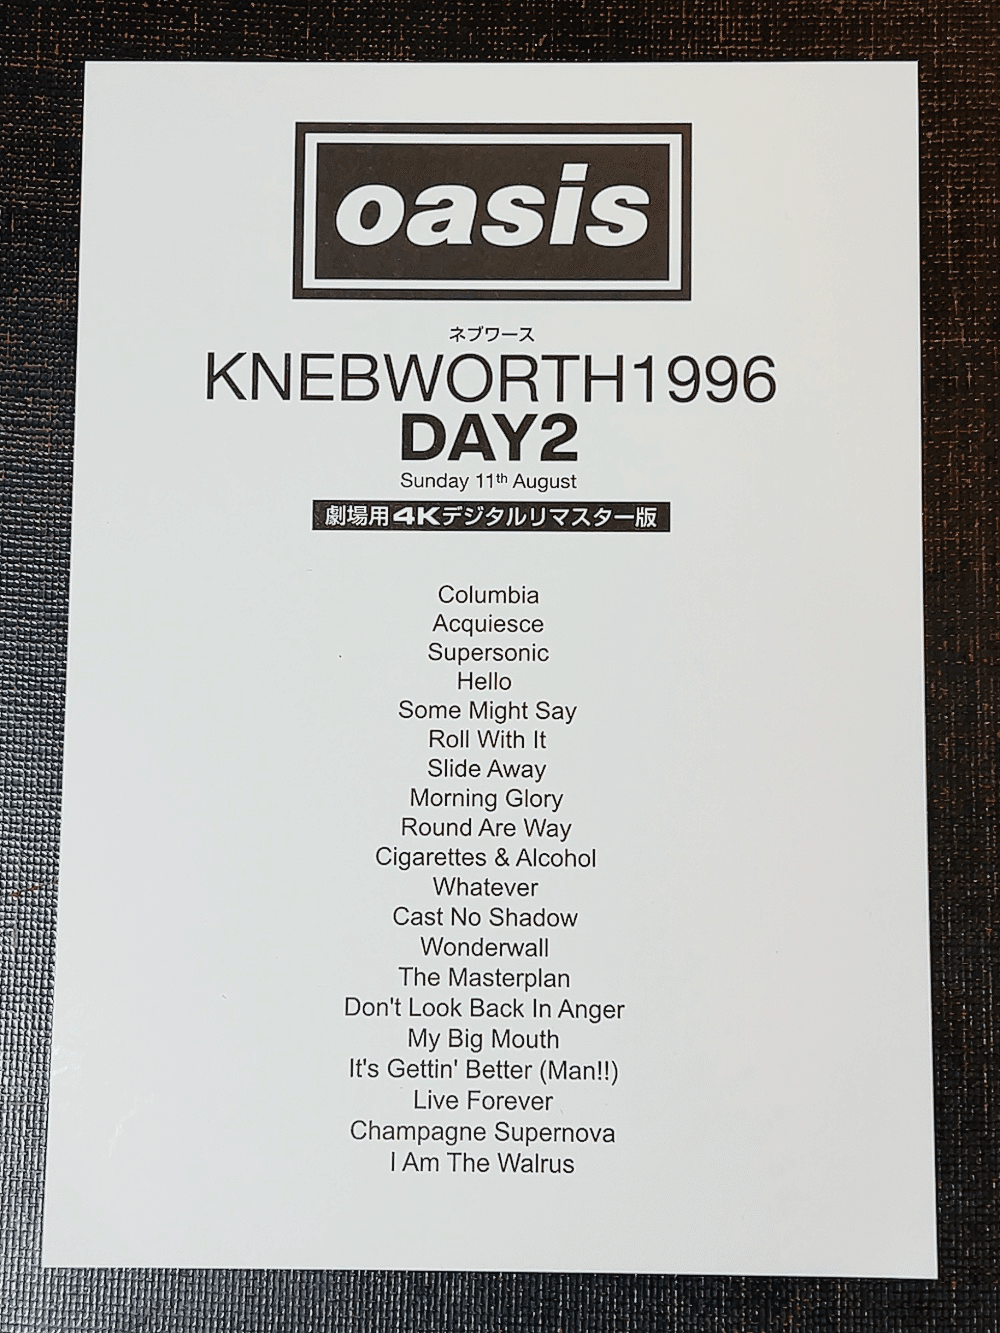 oasis
ネブワース
KNEBWORTH1996
DAY2
Sunday 11th August
劇場用4Kデジタルリマスター版
Columbia
Acquiesce
Supersonic
Hello
Some Might Say
Roll With It
Slide Away
Morning Glory
Round Are Way
Cigarettes & Alcohol
Whatever
Cast No Shadow
Wonderwall
The Masterplan
Don't Look Back In Anger
My Big Mouth
It's Gettin' Better (Man!!)
Live Forever
Champagne Supernova
I Am The Walrus